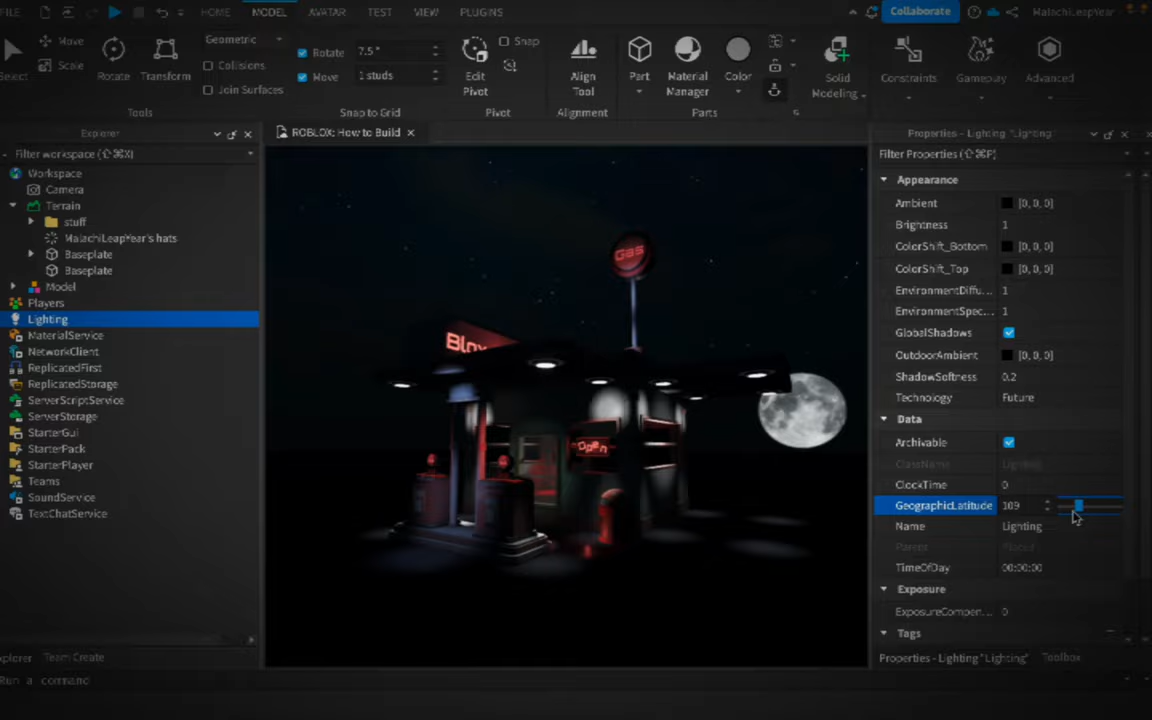 FILE HOME MODEL AVATAR TEST VIEW PLUGINS Collaborate MalachiLeapYear
Select
Move
Scale
Rotate
Transform
Geometric
Collisions
Join Surfaces
Tools
Rotate 7.5 °
Move 1 studs
Snap to Grid
Edit
Pivot
Snap
Pivot
Align
Tool
Alignment
Part
Material
Manager
Color
Parts
Solid
Modeling
Constraints
Gameplay
Advanced
Explorer
Filter workspace (⇧⌘X)
Workspace
Camera
Terrain
stuff
MalachiLeapYear's hats
Baseplate
Baseplate
Model
Players
Lighting
MaterialService
NetworkClient
ReplicatedFirst
ReplicatedStorage
ServerScriptService
ServerStorage
StarterGui
StarterPack
StarterPlayer
Teams
SoundService
TextChatService
xplorer Team Create
Run a command
ROBLOX: How to Build
Gas
Blox
Open
Properties - Lighting "Lighting"
Filter Properties (⇧⌘P)
Appearance
Ambient [0,0,0]
Brightness 1
ColorShift_Bottom [0,0,0]
ColorShift_Top [0,0,0]
EnvironmentDiffu... 1
EnvironmentSpec... 1
GlobalShadows
OutdoorAmbient [0,0,0]
ShadowSoftness 0.2
Technology Future
Data
Archivable
ClassName Lighting
ClockTime 0
GeographicLatitude 109
Name Lighting
Parent Placed
TimeOfDay 00:00:00
Exposure
ExposureCompen... 0
Tags
Properties - Lighting "Lighting" Toolbox